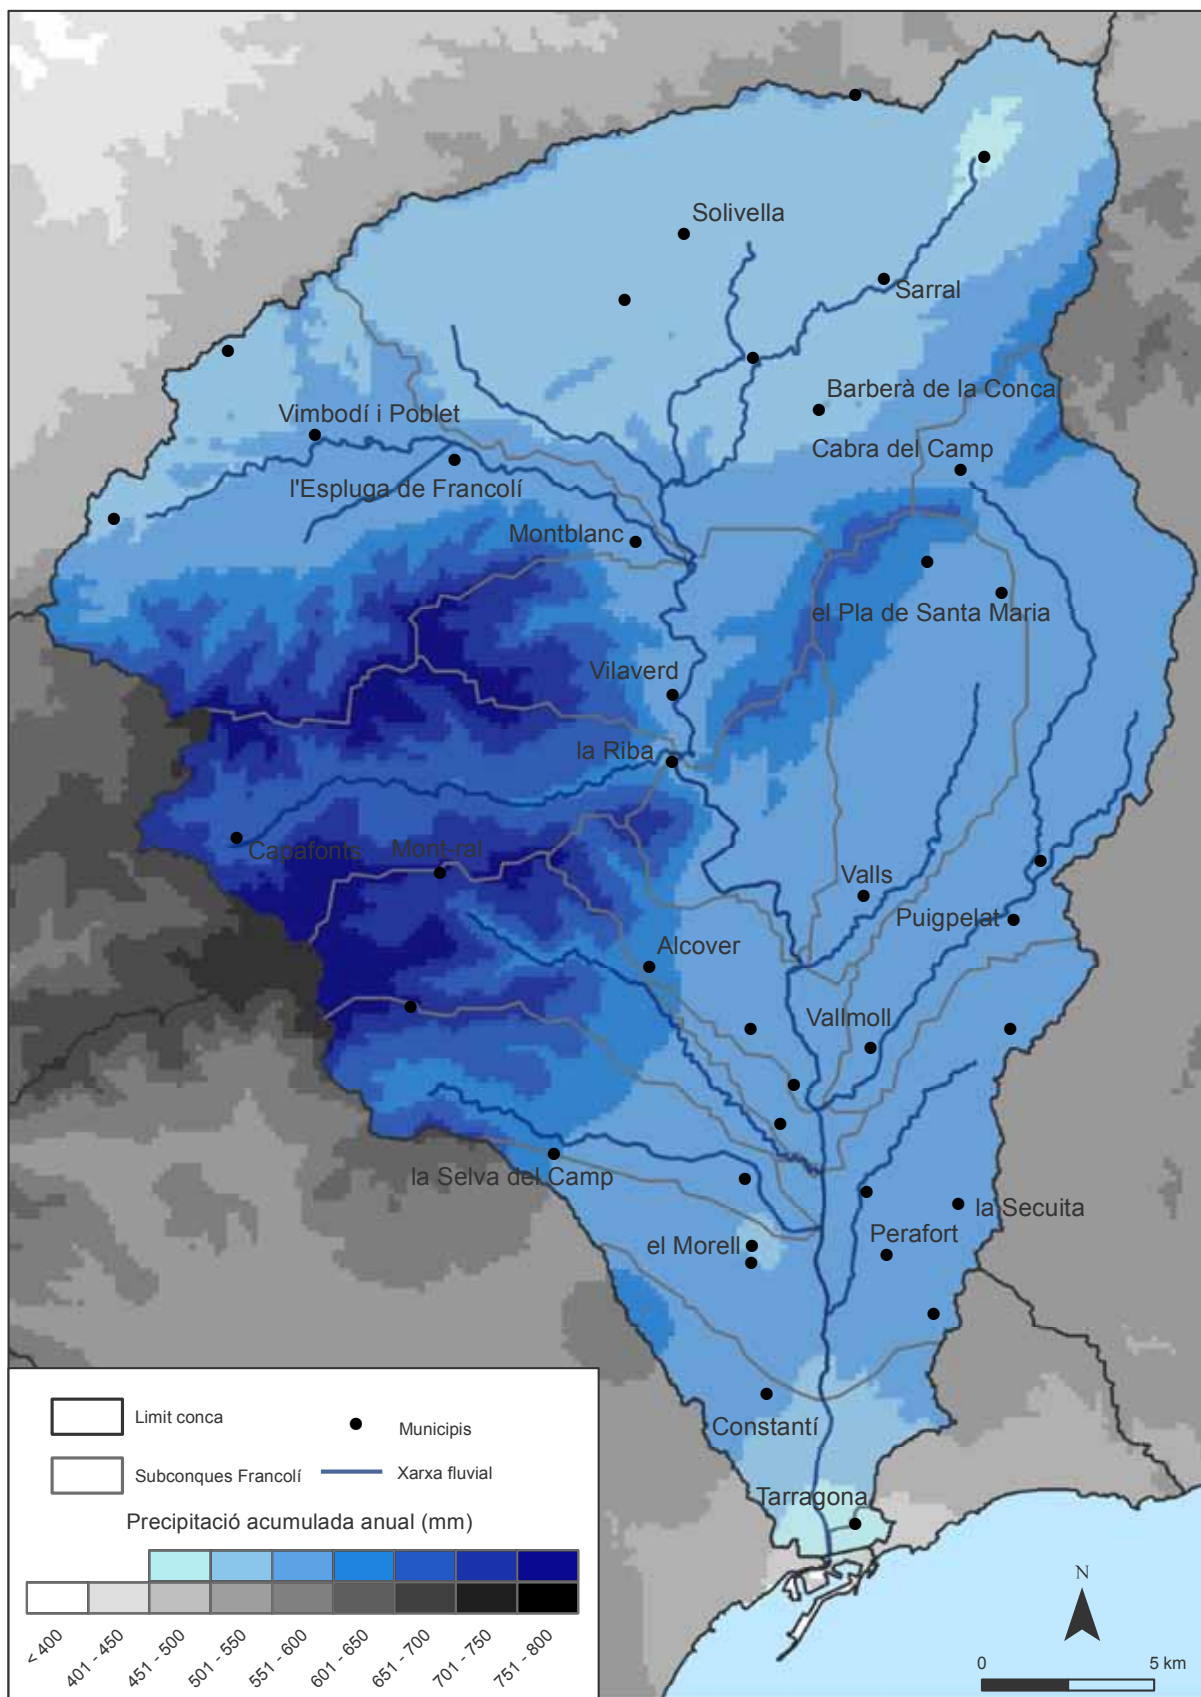 Solivella
Sarral
Barberà de la Conca
Vimbodí i Poblet
Cabra del Camp
l'Espluga de Francolí
Montblanc
el Pla de Santa Maria
Vilaverd
la Riba
Capafonts
Mont-ral
Valls
Puigpelat
Alcover
Vallmoll
la Selva del Camp
la Secuita
Perafort
el Morell
Constantí
Tarragona
Limit conca
Municipis
Subconques Francolí
Xarxa fluvial
Precipitació acumulada anual (mm)
< 400
401 - 450
451 - 500
501 - 550
551 - 600
601 - 650
651 - 700
701 - 750
751 - 800
N
0
5 km